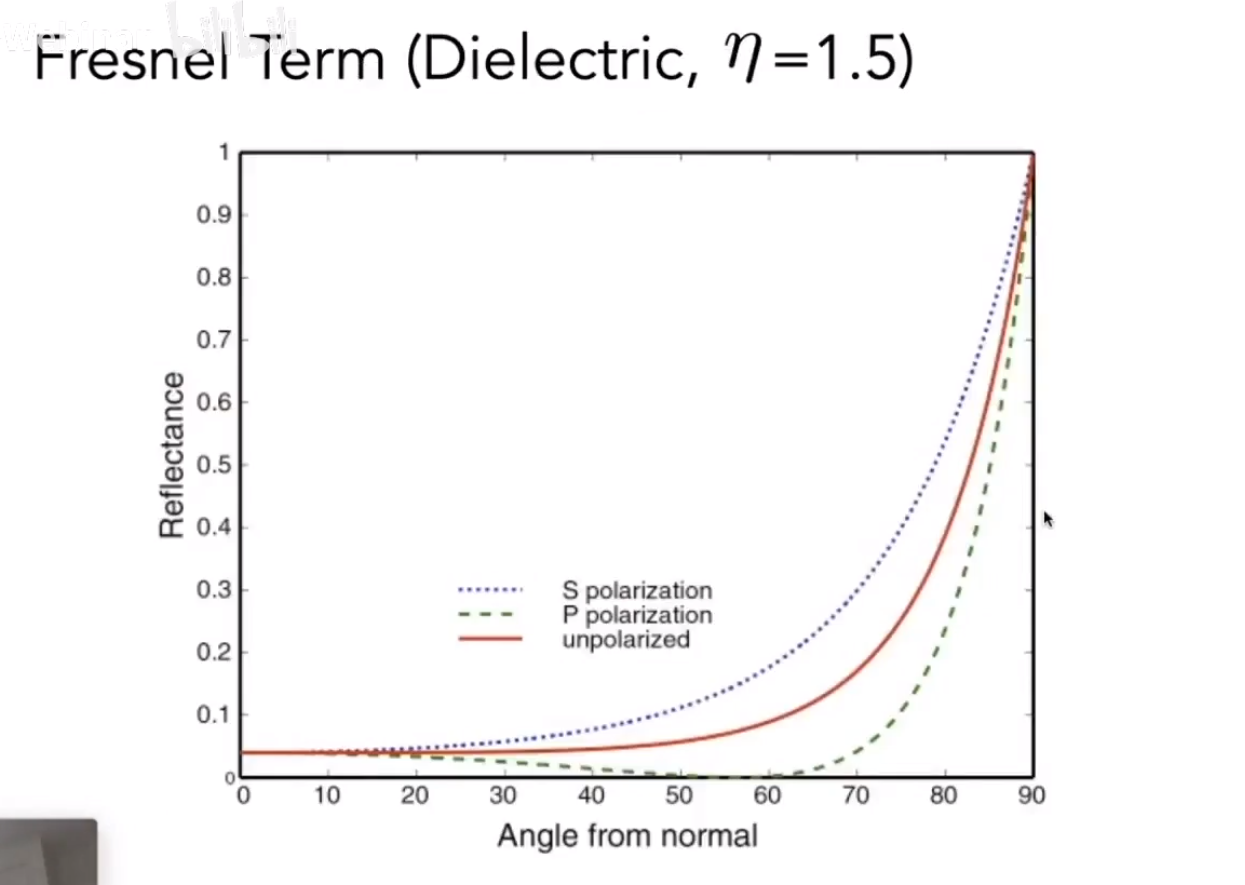 Webinar bilibili
Fresnel Term (Dielectric, η=1.5)
1
0.9
0.8
0.7
0.6
0.5
0.4
0.3
0.2
0.1
0
Reflectance
S polarization
P polarization
unpolarized
0 10 20 30 40 50 60 70 80 90
Angle from normal